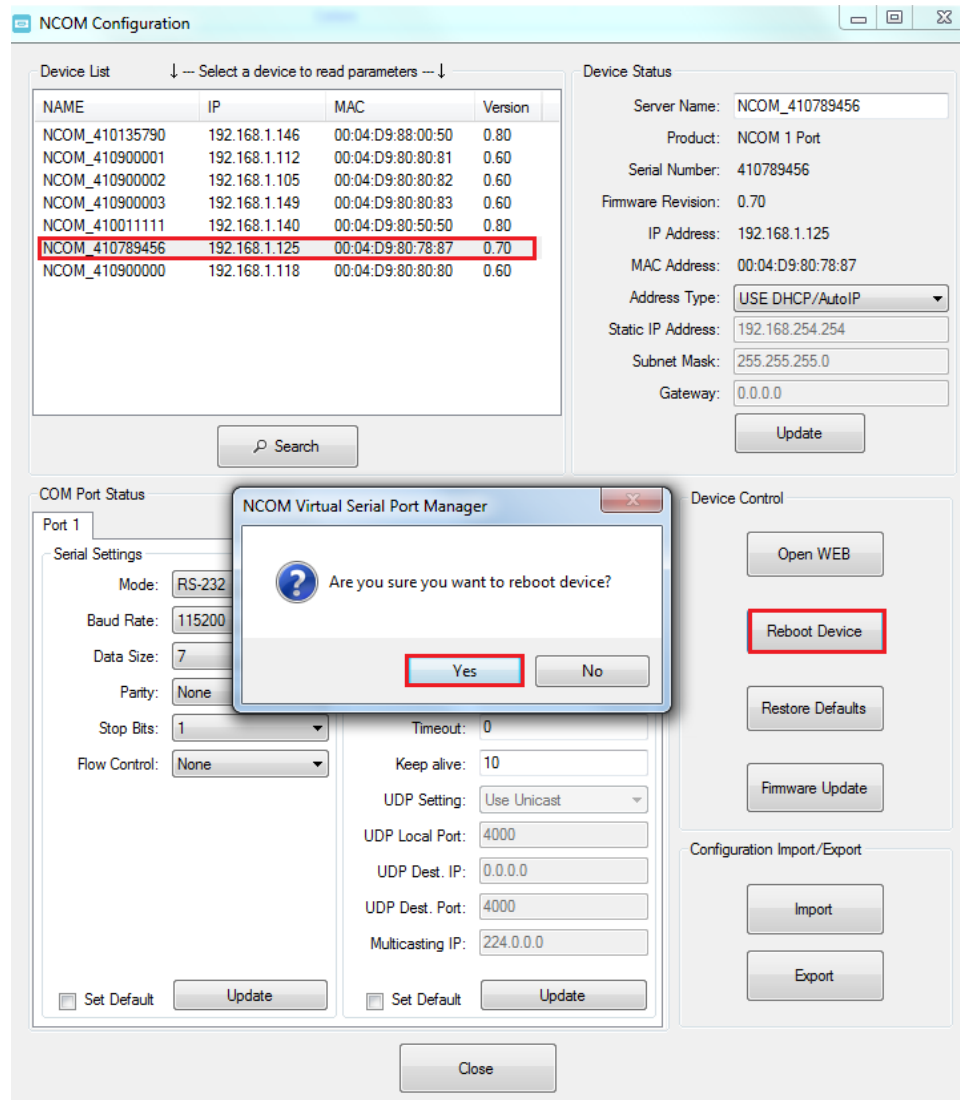 NCOM Configuration
Device List ↓ --- Select a device to read parameters --- ↓
NAME IP MAC Version
NCOM_410135790 192.168.1.146 00:04:D9:88:00:50 0.80
NCOM_410900001 192.168.1.112 00:04:D9:80:80:81 0.60
NCOM_410900002 192.168.1.105 00:04:D9:80:80:82 0.60
NCOM_410900003 192.168.1.149 00:04:D9:80:80:83 0.60
NCOM_410011111 192.168.1.140 00:04:D9:80:50:50 0.80
NCOM_410789456 192.168.1.125 00:04:D9:80:78:87 0.70
NCOM_410900000 192.168.1.118 00:04:D9:80:80:80 0.60
Search
Device Status
Server Name: NCOM_410789456
Product: NCOM 1 Port
Serial Number: 410789456
Firmware Revision: 0.70
IP Address: 192.168.1.125
MAC Address: 00:04:D9:80:78:87
Address Type: USE DHCP/AutoIP
Static IP Address: 192.168.254.254
Subnet Mask: 255.255.255.0
Gateway: 0.0.0.0
Update
COM Port Status
Port 1
Serial Settings
Mode: RS-232
Baud Rate: 115200
Data Size: 7
Parity: None
Stop Bits: 1
Flow Control: None
Set Default Update
NCOM Virtual Serial Port Manager
Are you sure you want to reboot device?
Yes No
Timeout: 0
Keep alive: 10
UDP Setting: Use Unicast
UDP Local Port: 4000
UDP Dest. IP: 0.0.0.0
UDP Dest. Port: 4000
Multicasting IP: 224.0.0.0
Set Default Update
Device Control
Open WEB
Reboot Device
Restore Defaults
Firmware Update
Configuration Import/Export
Import
Export
Close